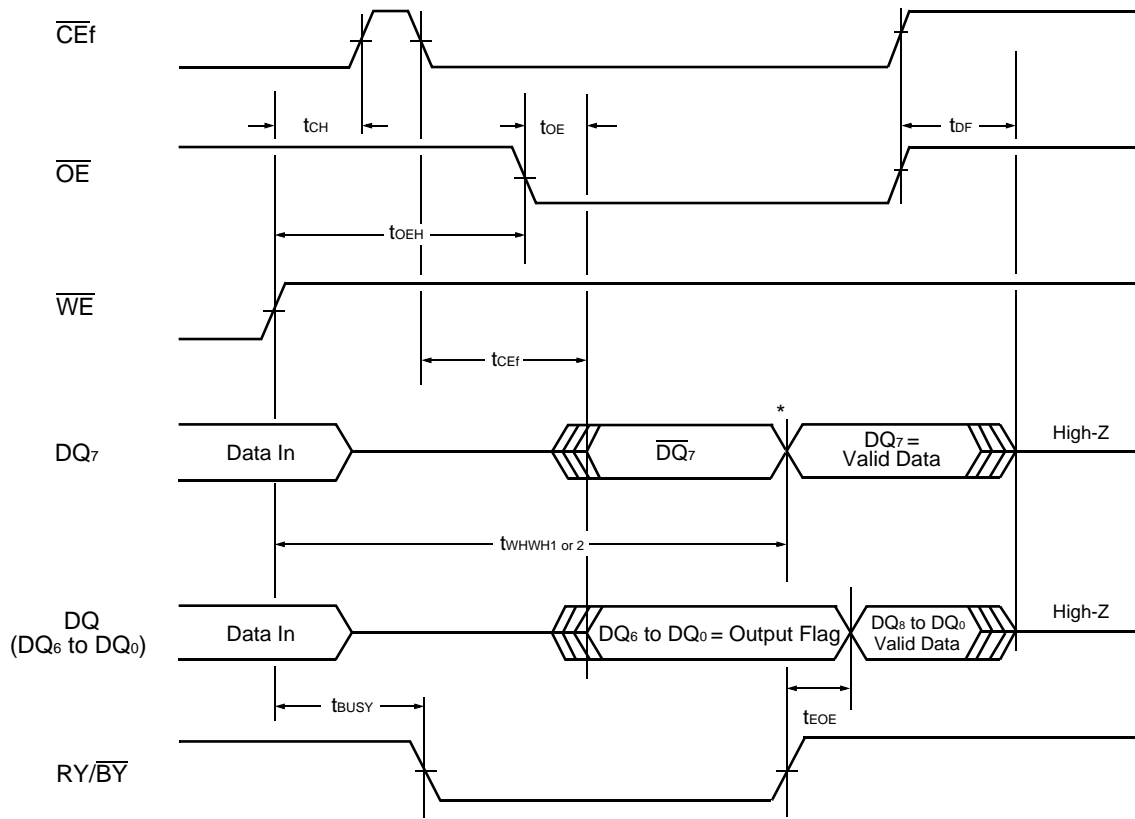 CEf
tCH
tOE
tDF
OE
tOEH
WE
tCEf
*
DQ7
Data In
DQ7
DQ7 =
Valid Data
High-Z
tWHWH1 or 2
DQ
(DQ6 to DQ0)
Data In
DQ6 to DQ0 = Output Flag
DQ8 to DQ0
Valid Data
High-Z
tBUSY
tEOE
RY/BY